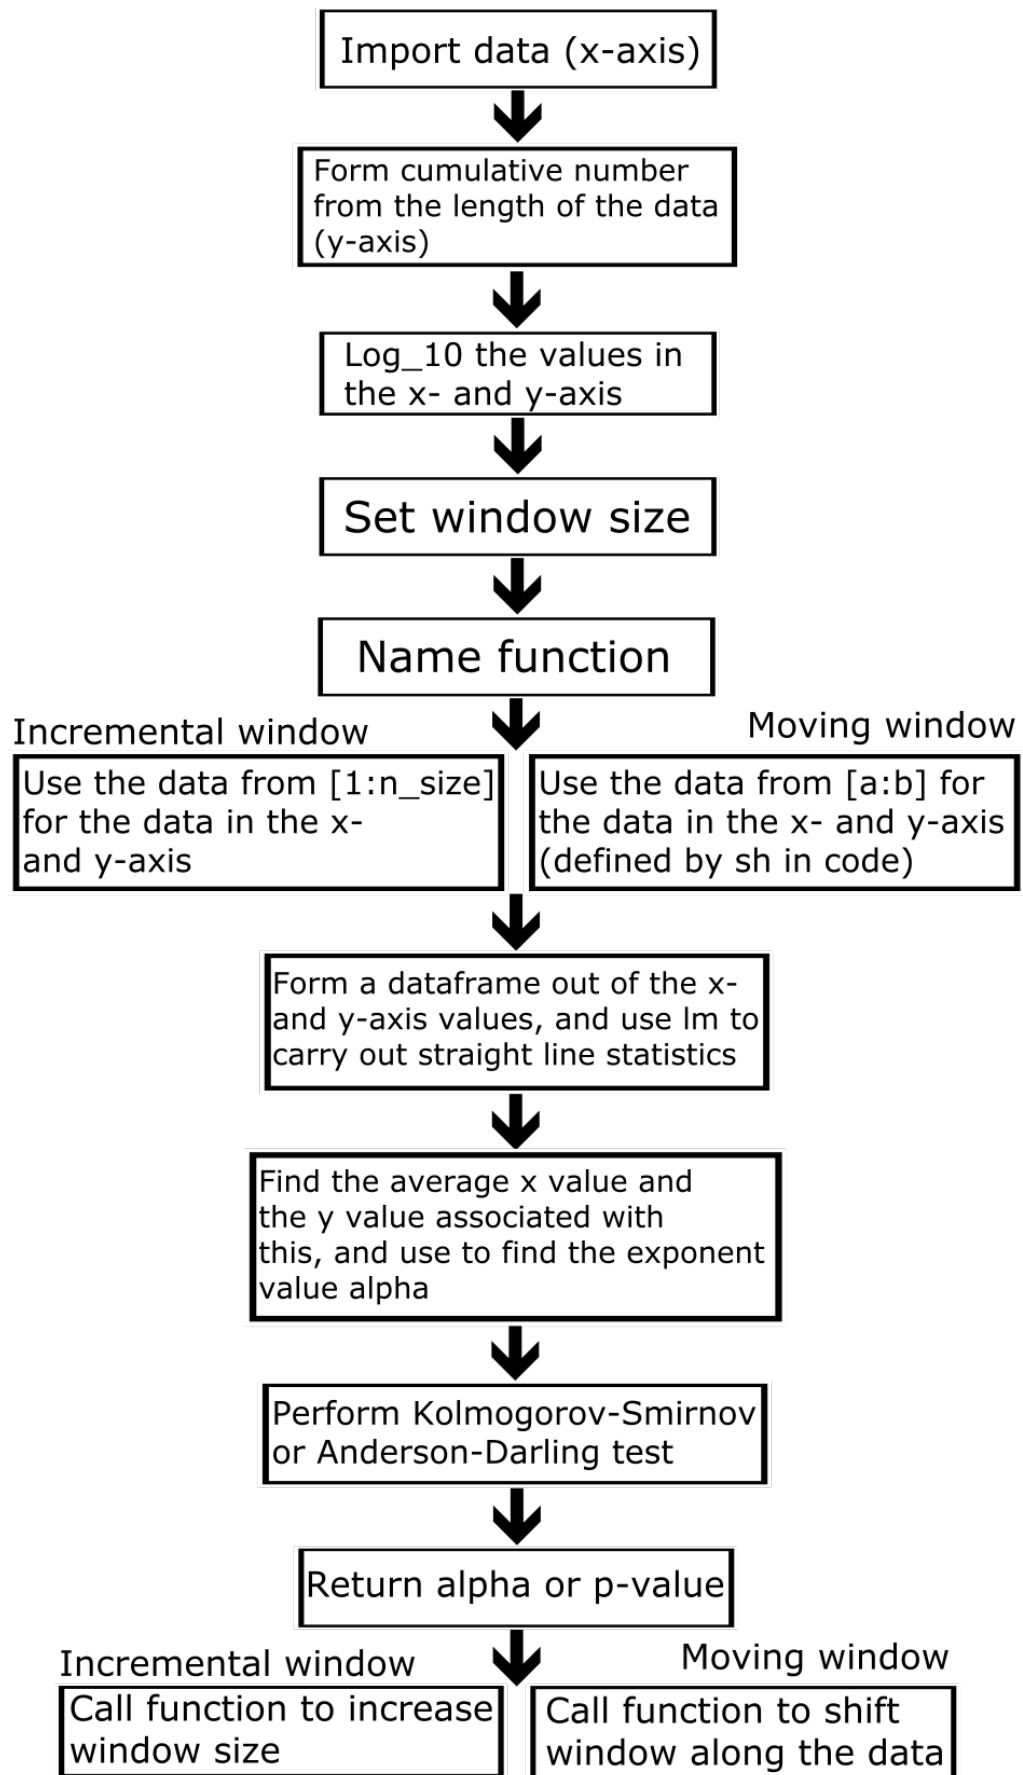 Import data (x-axis)
Form cumulative number
from the length of the data
(y-axis)
Log_10 the values in
the x- and y-axis
Set window size
Name function
Incremental window
Use the data from [1:n_size]
for the data in the x-
and y-axis
Moving window
Use the data from [a:b] for
the data in the x- and y-axis
(defined by sh in code)
Form a dataframe out of the x-
and y-axis values, and use lm to
carry out straight line statistics
Find the average x value and
the y value associated with
this, and use to find the exponent
value alpha
Perform Kolmogorov-Smirnov
or Anderson-Darling test
Return alpha or p-value
Incremental window
Call function to increase
window size
Moving window
Call function to shift
window along the data